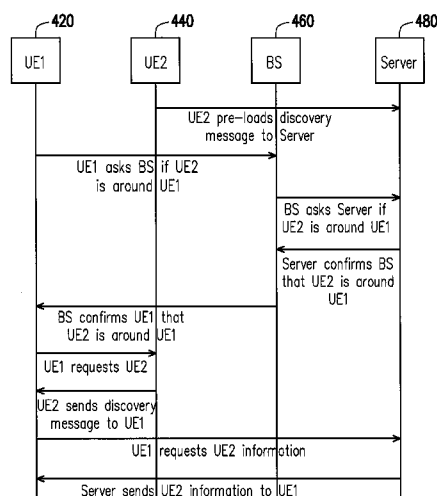 420
440
460
480
UE1
UE2
BS
Server
UE2 pre-loads discovery
message to Server
UE1 asks BS if UE2
is around UE1
BS asks Server if
UE2 is around UE1
Server confirms BS
that UE2 is around
UE1
BS confirms UE1 that
UE2 is around UE1
UE1 requests UE2
UE2 sends discovery
message to UE1
UE1 requests UE2 information
Server sends UE2 information to UE1